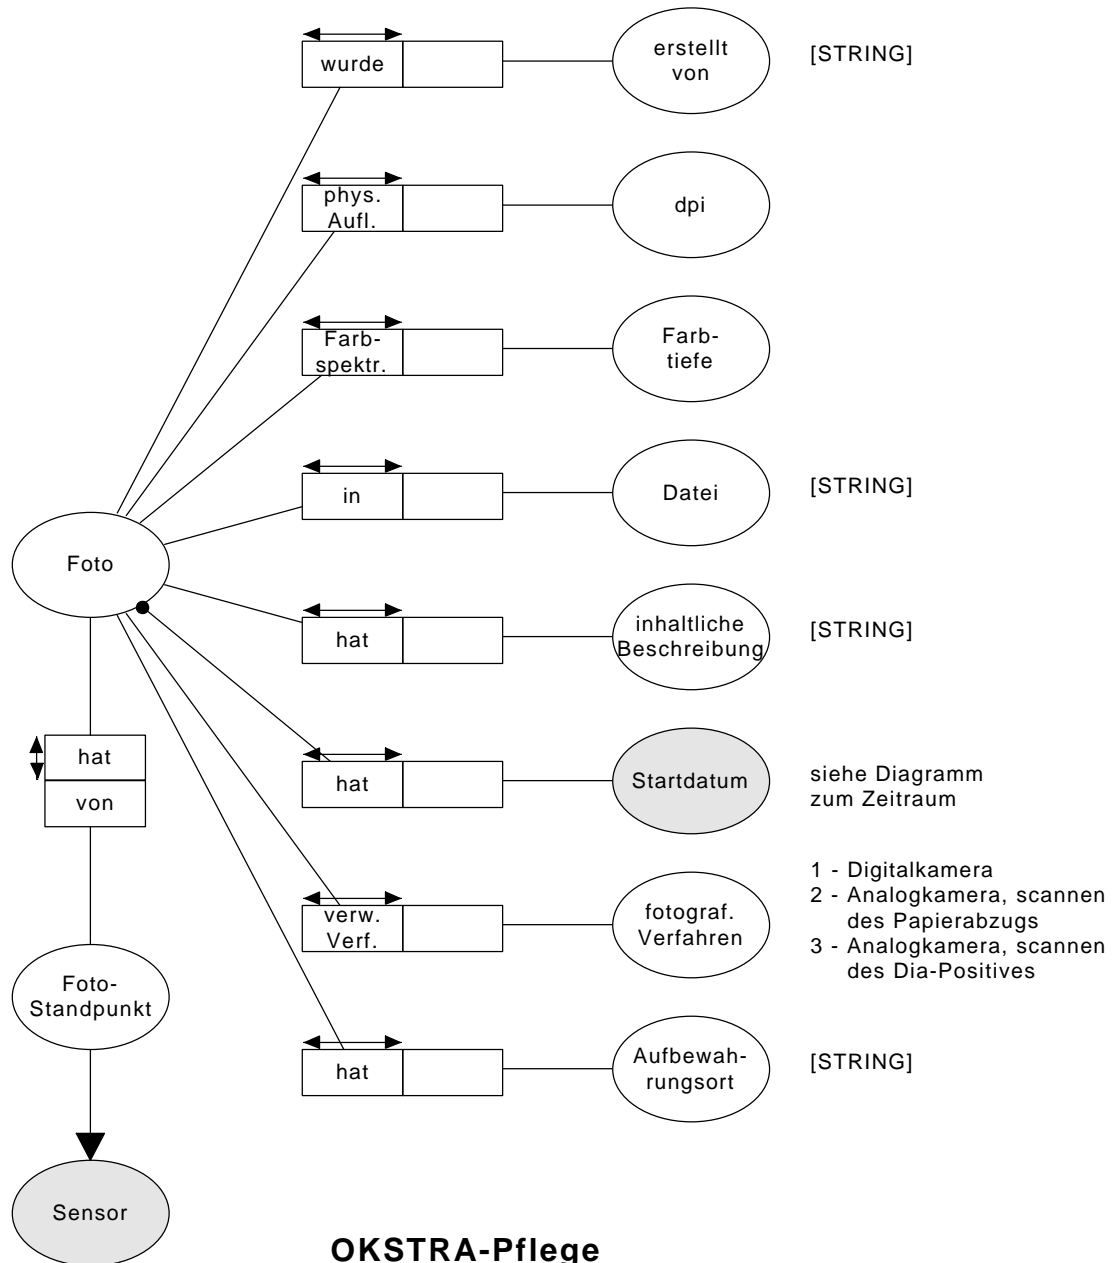 wurde
erstellt
von
[STRING]
phys.
Aufl.
dpi
Farb-
spektr.
Farb-
tiefe
in
Datei
[STRING]
Foto
hat
inhaltliche
Beschreibung
[STRING]
hat
von
hat
Startdatum
siehe Diagramm
zum Zeitraum
verw.
Verf.
fotograf.
Verfahren
1 - Digitalkamera
2 - Analogkamera, scannen
des Papierabzugs
3 - Analogkamera, scannen
des Dia-Positives
Foto-
Standpunkt
hat
Aufbewah-
rungsort
[STRING]
Sensor
OKSTRA-Pflege